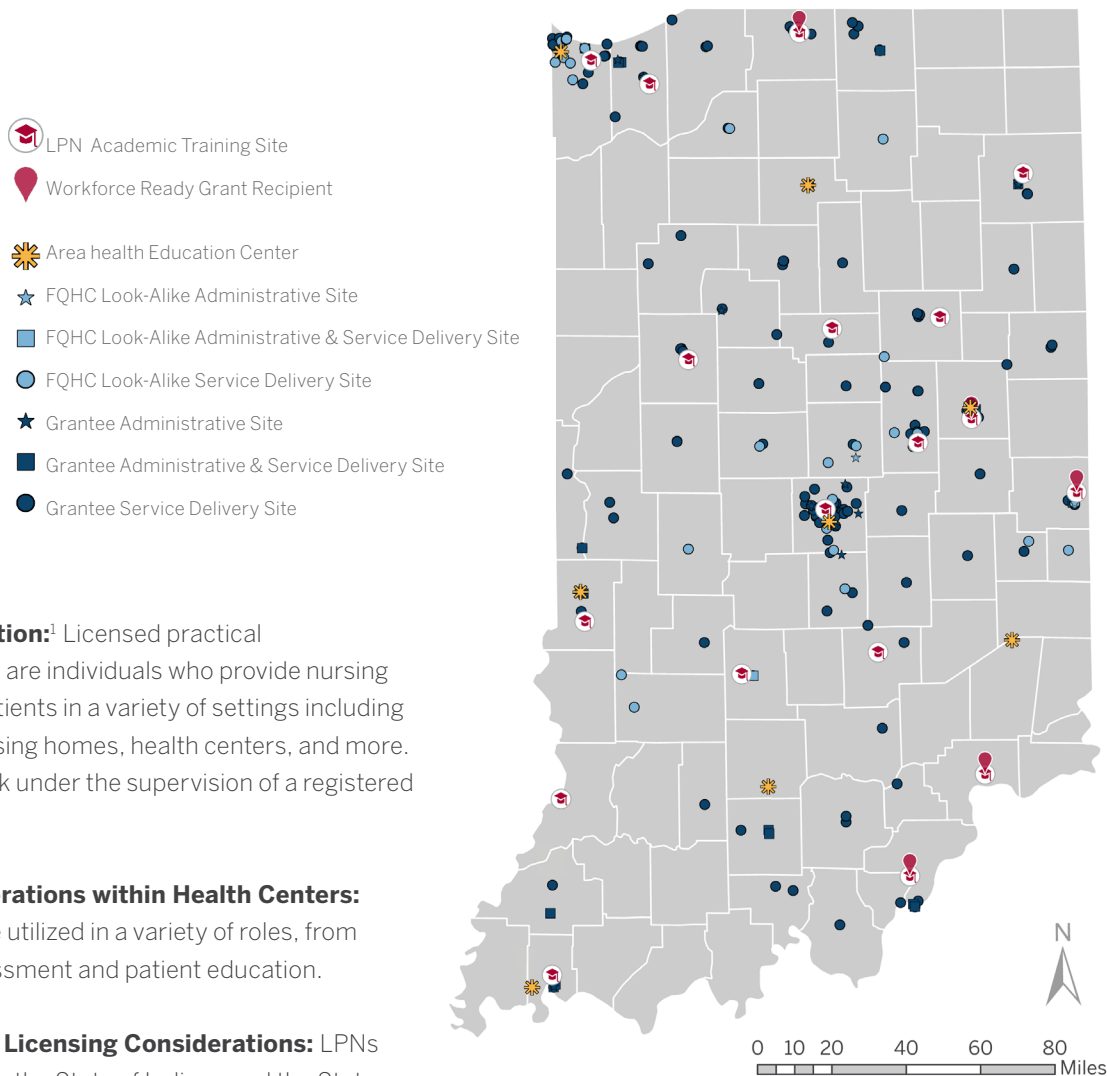 LPN Academic Training Site
Workforce Ready Grant Recipient
Area health Education Center
FQHC Look-Alike Administrative Site
FQHC Look-Alike Administrative & Service Delivery Site
FQHC Look-Alike Service Delivery Site
Grantee Administrative Site
Grantee Administrative & Service Delivery Site
Grantee Service Delivery Site
tion:1 Licensed practical
are individuals who provide nursing
tients in a variety of settings including
sing homes, health centers, and more.
k under the supervision of a registered
erations within Health Centers:
e utilized in a variety of roles, from
essment and patient education.
Licensing Considerations: LPNs
N
0 10 20 40 60 80
Miles